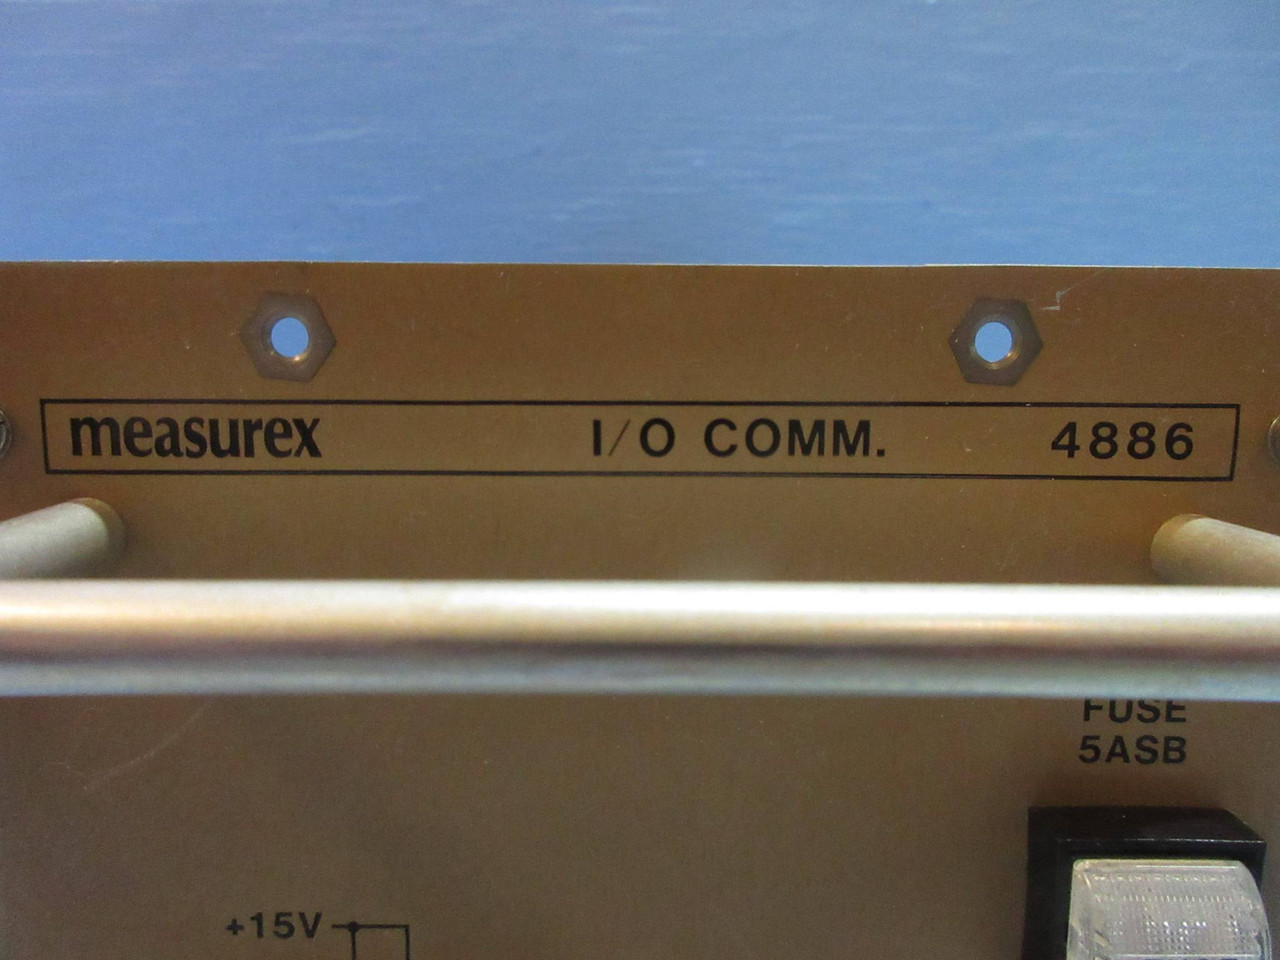 measurex I/O COMM. 4886
FUSE
5ASB
+15V